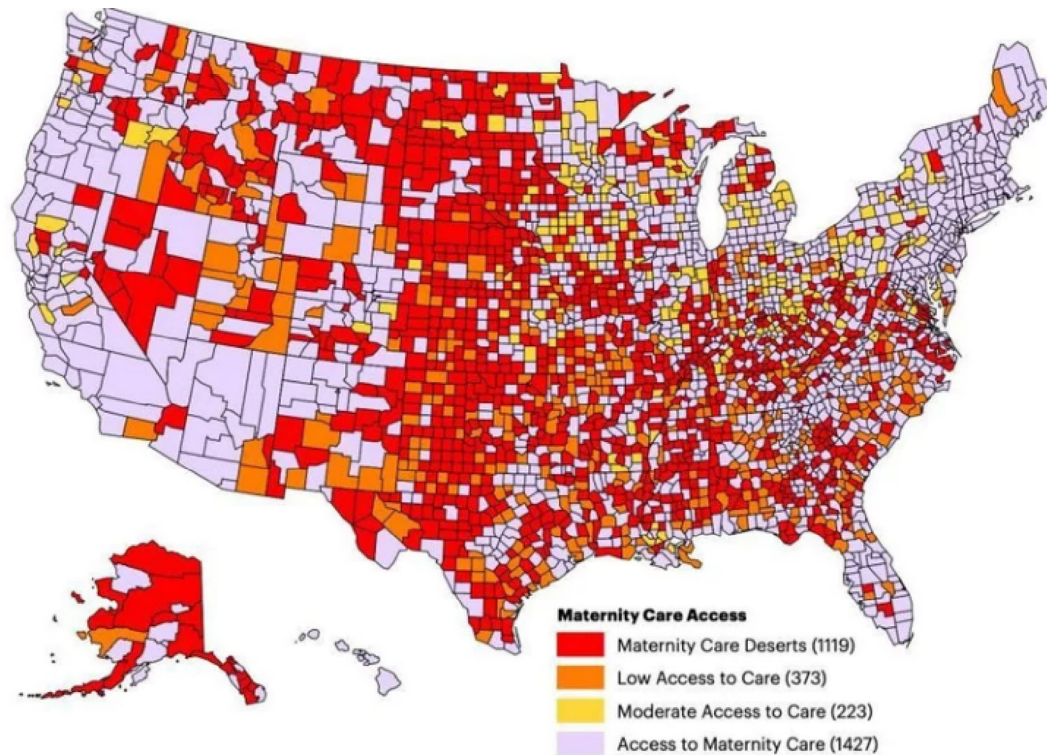 Maternity Care Access
Maternity Care Deserts (1119)
Low Access to Care (373)
Moderate Access to Care (223)
Access to Maternity Care (1427)